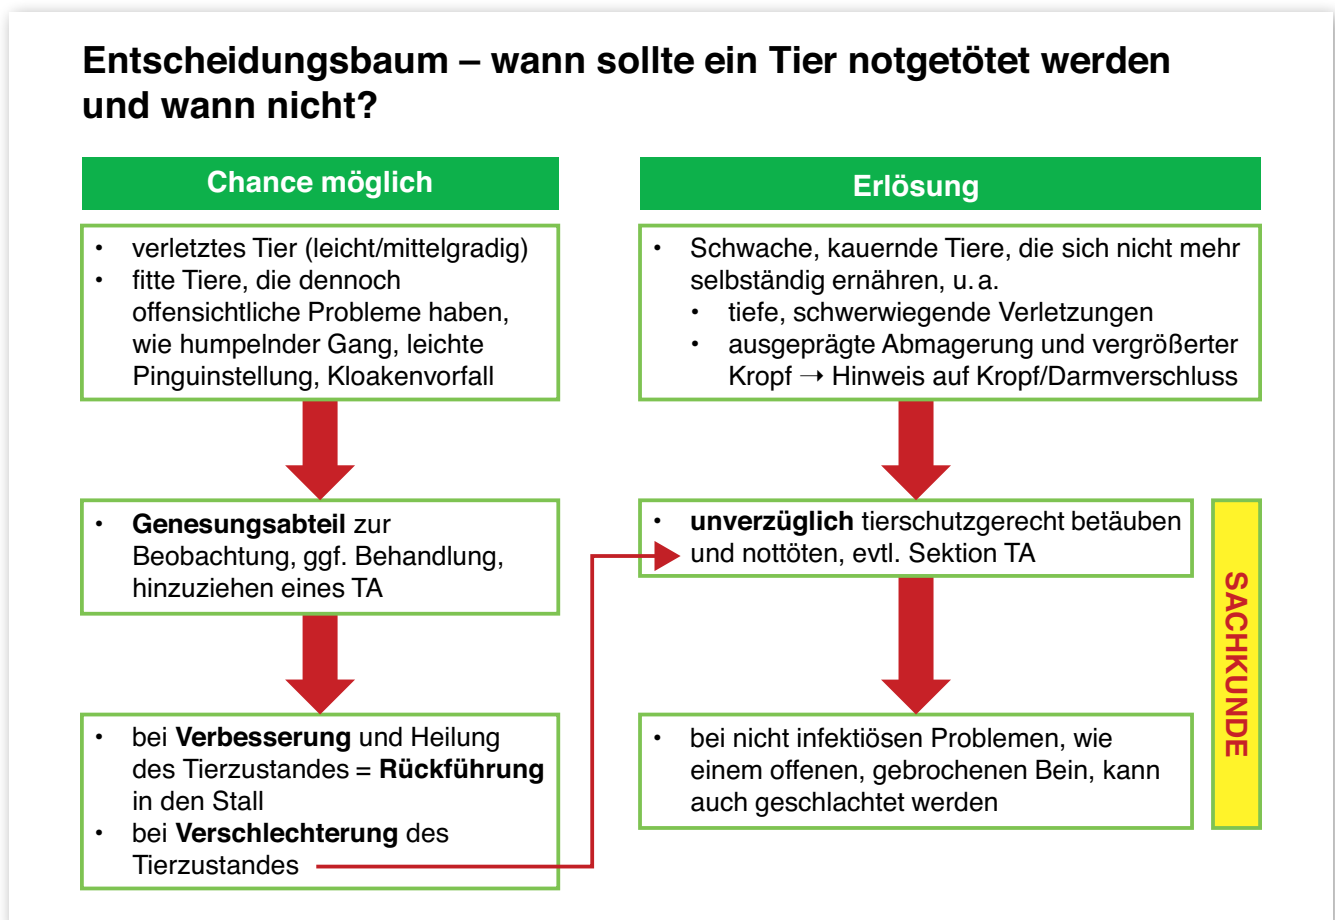 Entscheidungsbaum – wann sollte ein Tier notgetötet werden
und wann nicht?
Chance möglich
• verletztes Tier (leicht/mittelgradig)
• fitte Tiere, die dennoch
offensichtliche Probleme haben,
wie humpelnder Gang, leichte
Pinguinstellung, Kloakenvorfall
• Genesungsabteil zur
Beobachtung, ggf. Behandlung,
hinzuziehen eines TA
• bei Verbesserung und Heilung
des Tierzustandes = Rückführung
in den Stall
• bei Verschlechterung des
Tierzustandes
Erlösung
• Schwache, kauernde Tiere, die sich nicht mehr
selbständig ernähren, u. a.
• tiefe, schwerwiegende Verletzungen
• ausgeprägte Abmagerung und vergrößerter
Kropf → Hinweis auf Kropf/Darmverschluss
• unverzüglich tierschutzgerecht betäuben
und nottöten, evtl. Sektion TA
• bei nicht infektiösen Problemen, wie
einem offenen, gebrochenen Bein, kann
auch geschlachtet werden
SACHKUNDE